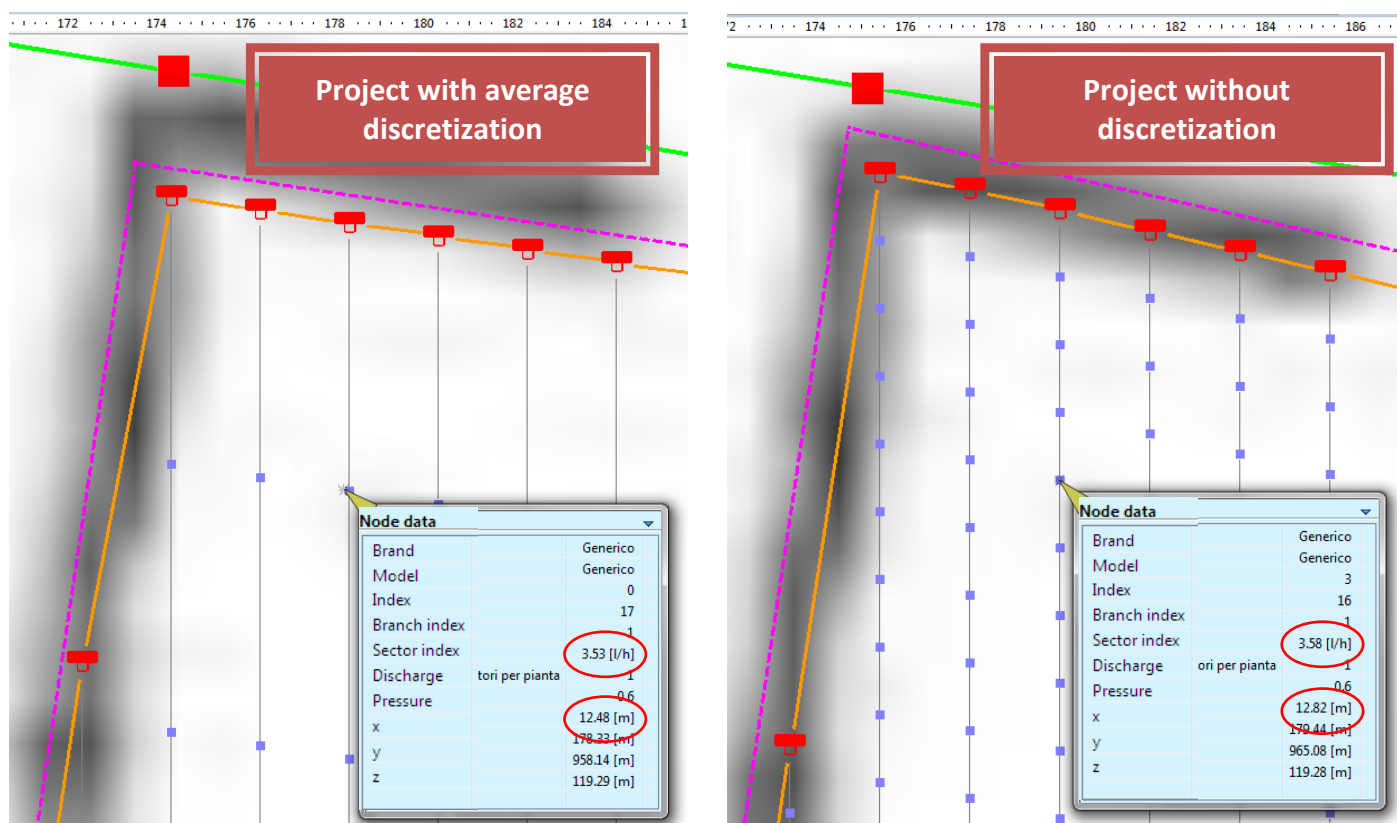 172 174 176 178 180 182 184 1
Project with average
discretization
Node data
Brand Generico
Model Generico
Index 0
Branch index 17
Sector index 1
Discharge 3.53 [l/h]
tori per pianta 1
Pressure 0.6
12.48 [m]
x 178.33 [m]
y 958.14 [m]
z 119.29 [m]
2 174 176 178 180 182 184 186
Project without
discretization
Node data
Brand Generico
Model Generico
Index 3
Branch index 16
Sector index 1
Discharge 3.58 [l/h]
ori per pianta 1
Pressure 0.6
12.82 [m]
x 179.44 [m]
y 965.08 [m]
z 119.28 [m]